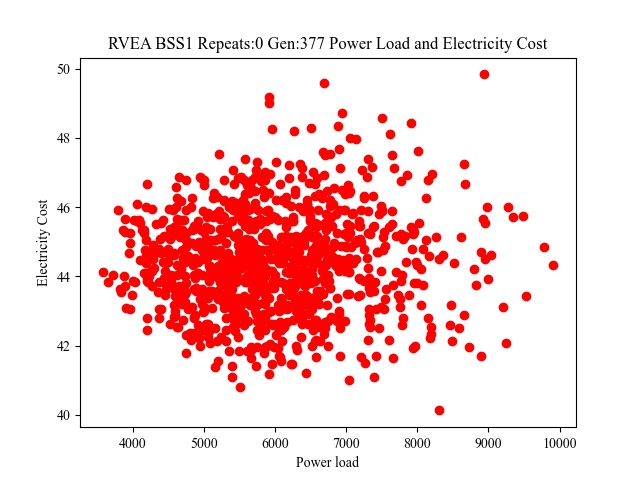 RVEA BSS1 Repeats:0 Gen:377 Power Load and Electricity Cost
50
48
46
44
42
40
Electricity Cost
4000 5000 6000 7000 8000 9000 10000
Power load